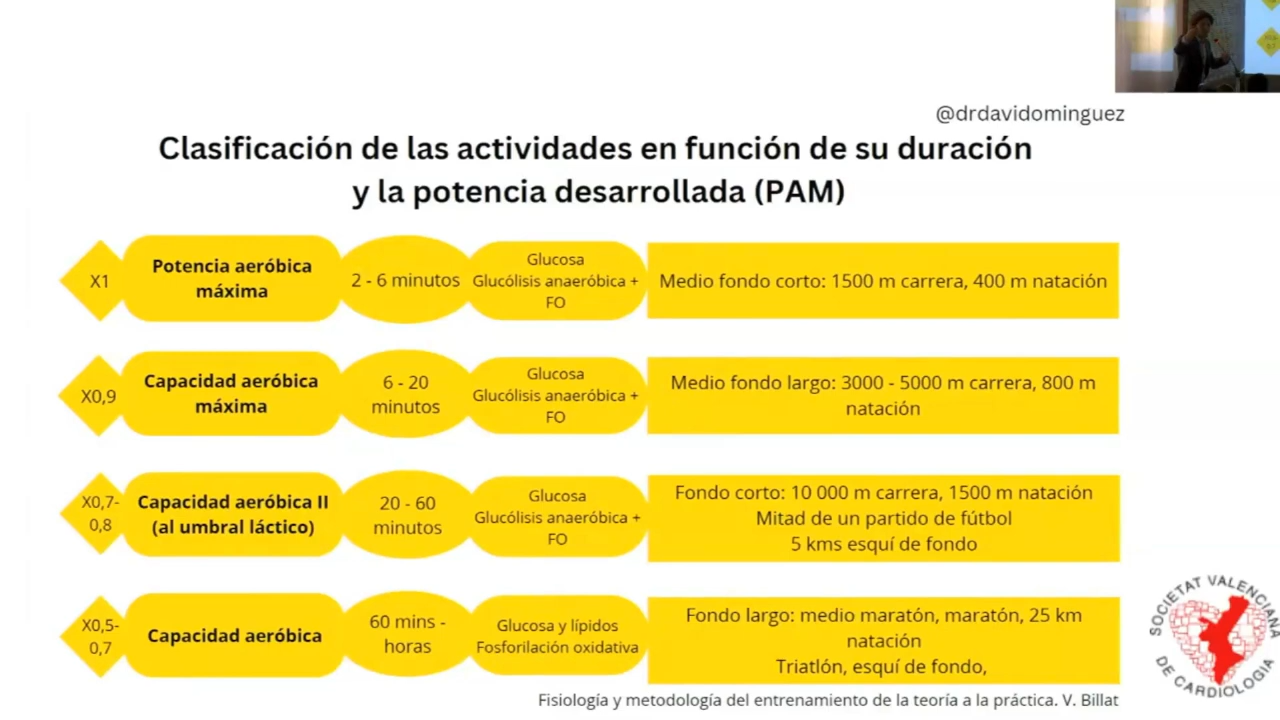 @drdavidominguez
Clasificación de las actividades en función de su duración
y la potencia desarrollada (PAM)
X1
Potencia aeróbica
máxima
2 - 6 minutos
Glucosa
Glucólisis anaeróbica +
FO
Medio fondo corto: 1500 m carrera, 400 m natación
X0,9
Capacidad aeróbica
máxima
6 - 20
minutos
Glucosa
Glucólisis anaeróbica +
FO
Medio fondo largo: 3000 - 5000 m carrera, 800 m
natación
X0,7-
0,8
Capacidad aeróbica II
(al umbral láctico)
20 - 60
minutos
Glucosa
Glucólisis anaeróbica +
FO
Fondo corto: 10 000 m carrera, 1500 m natación
Mitad de un partido de fútbol
5 kms esquí de fondo
X0,5-
0,7
Capacidad aeróbica
60 mins -
horas
Glucosa y lípidos
Fosforilación oxidativa
Fondo largo: medio maratón, maratón, 25 km
natación
Triatlón, esquí de fondo,
Fisiología y metodología del entrenamiento de la teoría a la práctica. V. Billat
SOCIETAT VALENCIANA
DE CARDIOLOGIA